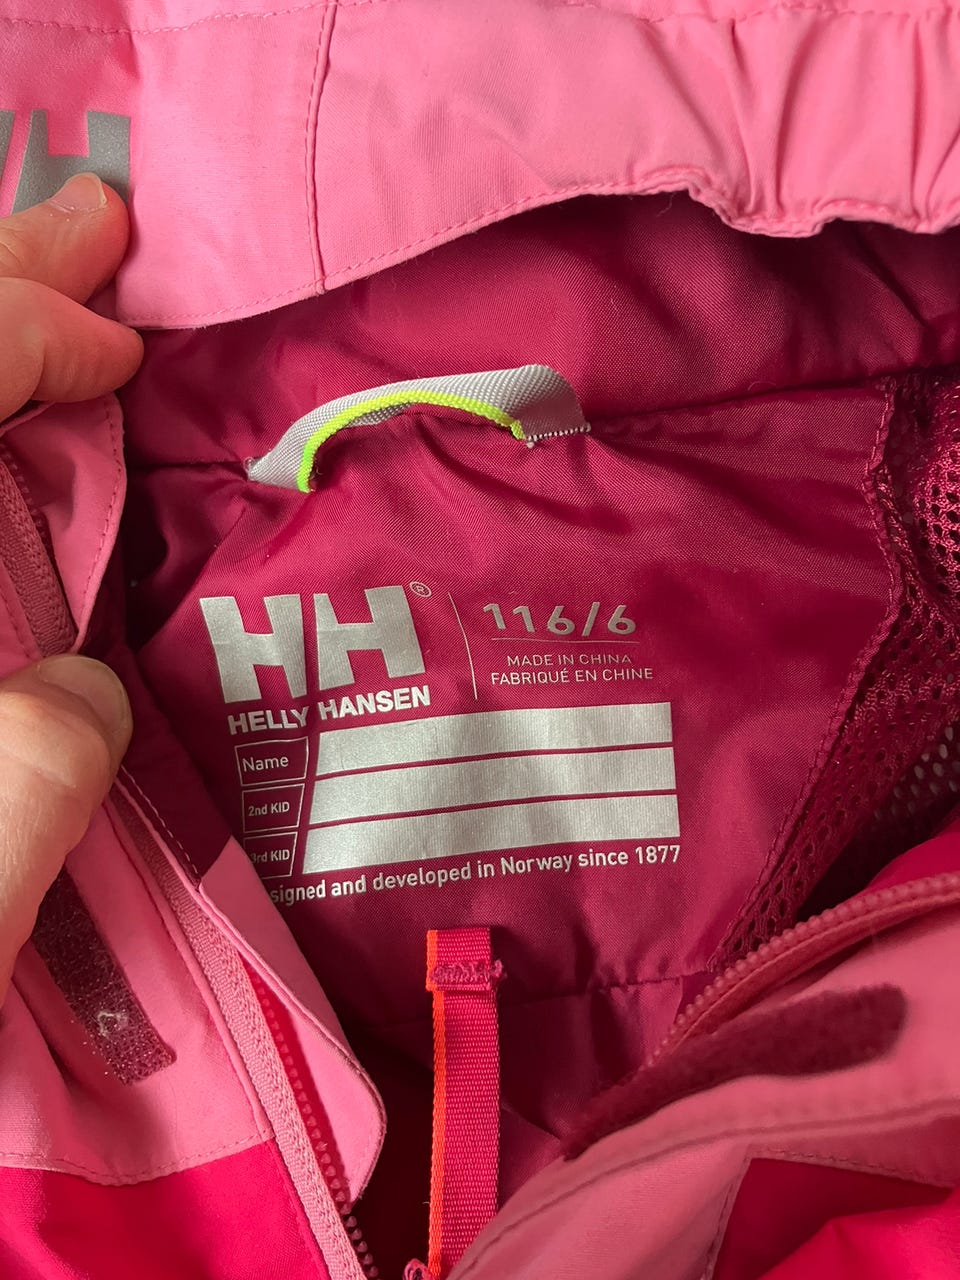 HH®
HELLY HANSEN
116/6
MADE IN CHINA
FABRIQUÉ EN CHINE
Name
2nd KID
3rd KID
signed and developed in Norway since 1877